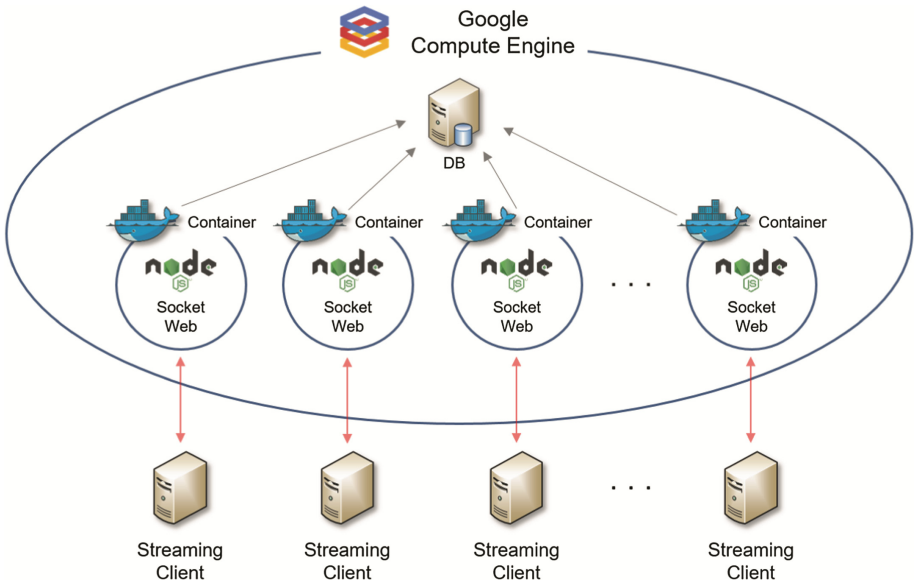 Google
Compute Engine
DB
Container
Container
Container
Container
node
JS
node
JS
node
JS
node
JS
Socket
Web
Socket
Web
Socket
Web
. . .
Socket
Web
Streaming
Client
Streaming
Client
Streaming
Client
. . .
Streaming
Client